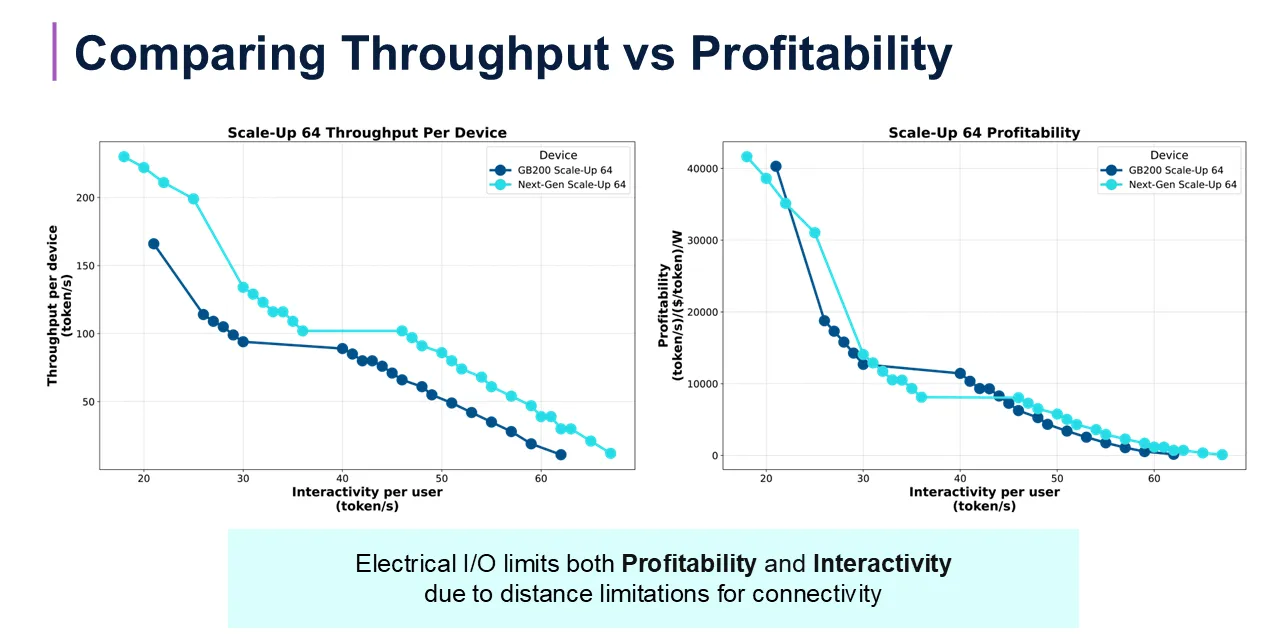 Comparing Throughput vs Profitability
Scale-Up 64 Throughput Per Device
Device
GB200 Scale-Up 64
Next-Gen Scale-Up 64
Throughput per device
(token/s)
200
150
100
50
20 30 40 50 60
Interactivity per user
(token/s)
Scale-Up 64 Profitability
Device
GB200 Scale-Up 64
Next-Gen Scale-Up 64
Profitability
(token/s)/($/token)/W
40000
30000
20000
10000
0
20 30 40 50 60
Interactivity per user
(token/s)
Electrical I/O limits both Profitability and Interactivity
due to distance limitations for connectivity